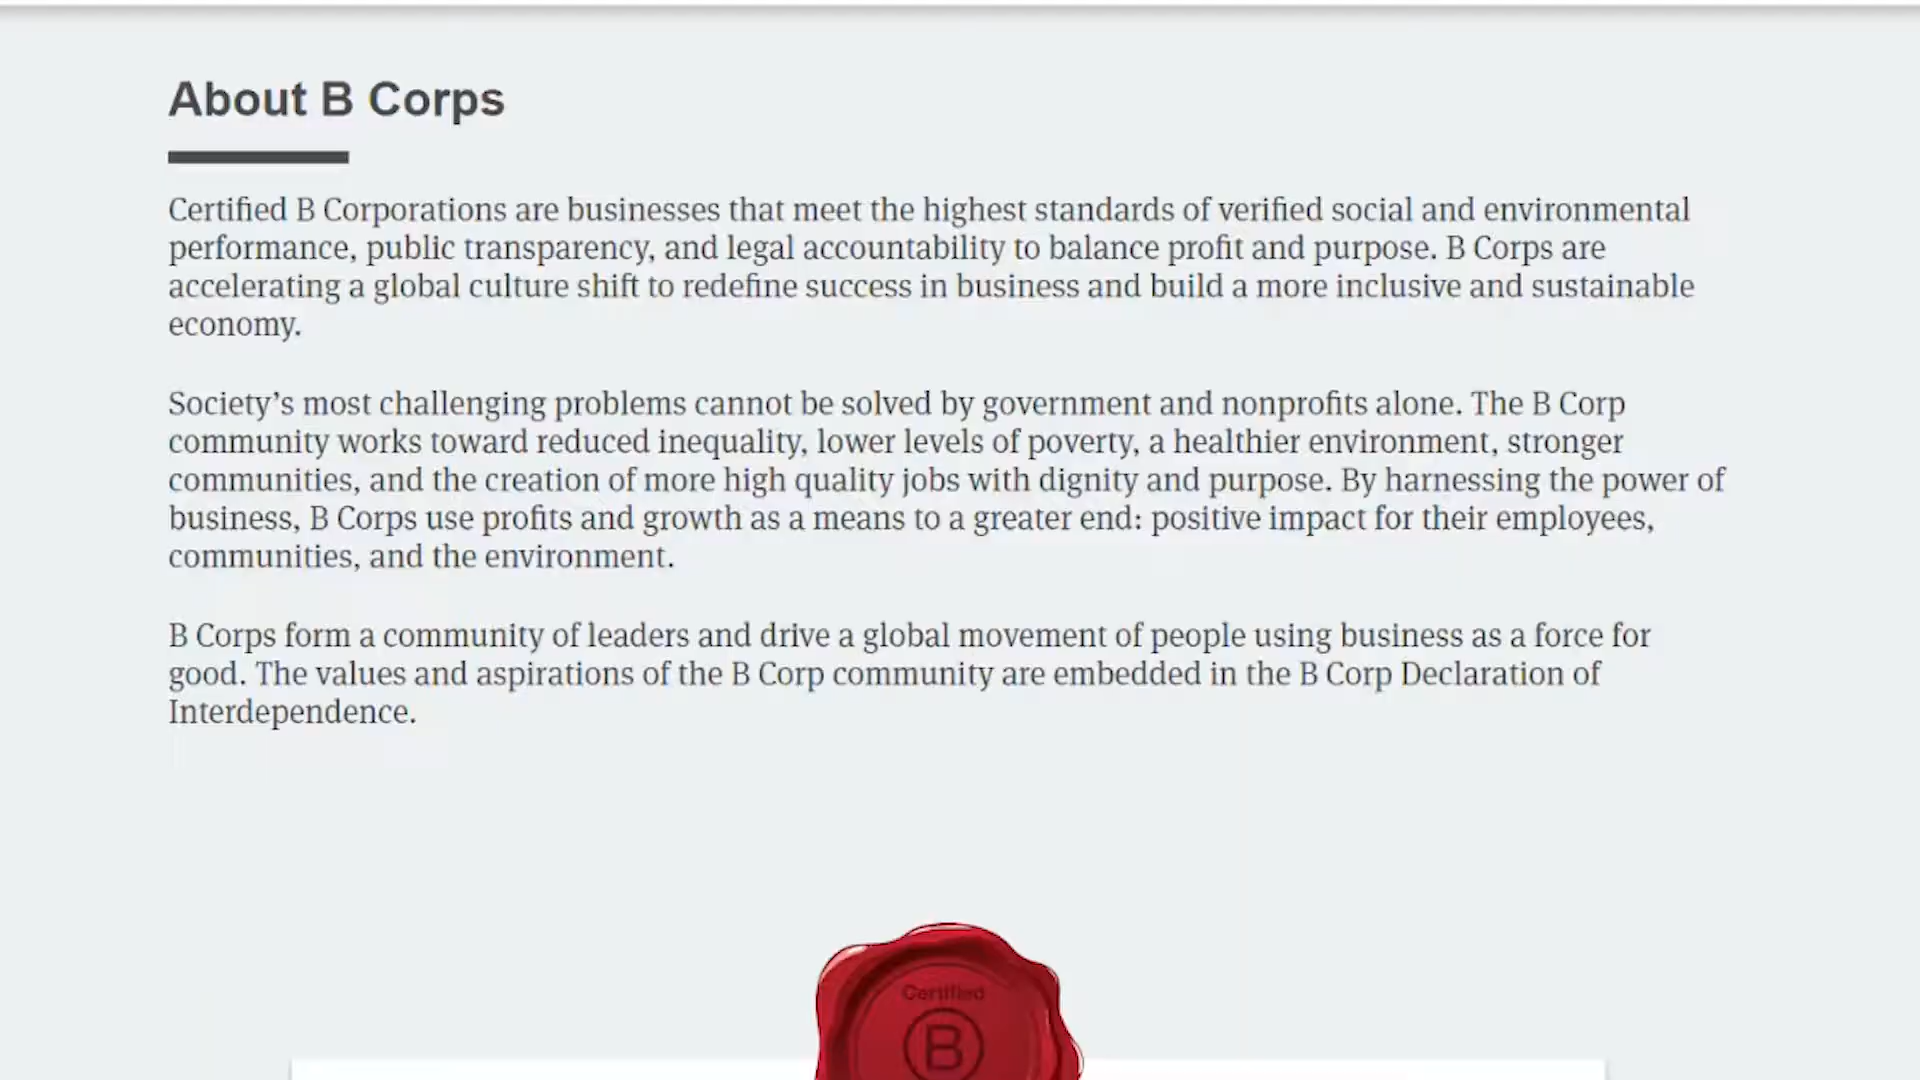 About B Corps
Certified B Corporations are businesses that meet the highest standards of verified social and environmental
performance, public transparency, and legal accountability to balance profit and purpose. B Corps are
accelerating a global culture shift to redefine success in business and build a more inclusive and sustainable
economy.
Society’s most challenging problems cannot be solved by government and nonprofits alone. The B Corp
community works toward reduced inequality, lower levels of poverty, a healthier environment, stronger
communities, and the creation of more high quality jobs with dignity and purpose. By harnessing the power of
business, B Corps use profits and growth as a means to a greater end: positive impact for their employees,
communities, and the environment.
B Corps form a community of leaders and drive a global movement of people using business as a force for
good. The values and aspirations of the B Corp community are embedded in the B Corp Declaration of
Interdependence.
Certified
B